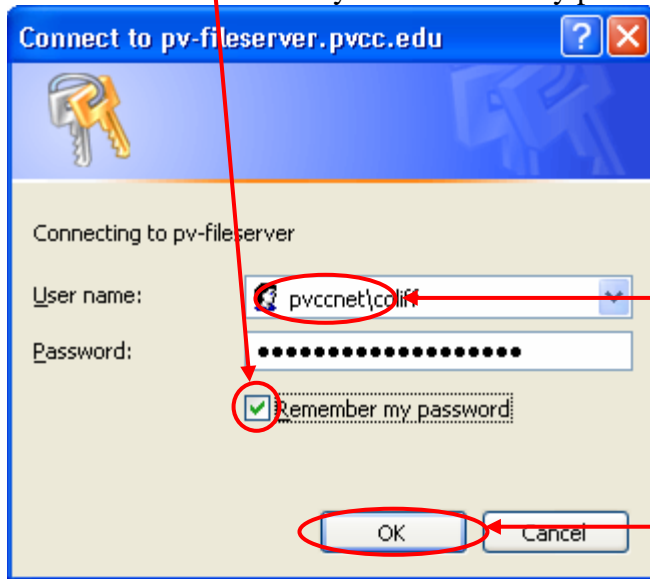 Connect to pv-fileserver.pvcc.edu
Connecting to pv-fileserver
User name:
pvccnet\cdliff
Password:
Remember my password
OK
Cancel